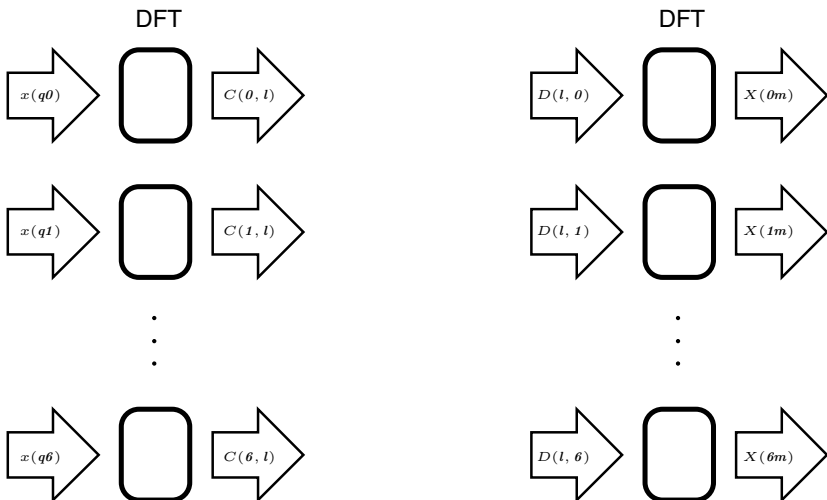 DFT DFT
x(q0) C(0, l) D(l, 0) X(0m)
x(q1) C(1, l) D(l, 1) X(1m)
x(q6) C(6, l) D(l, 6) X(6m)